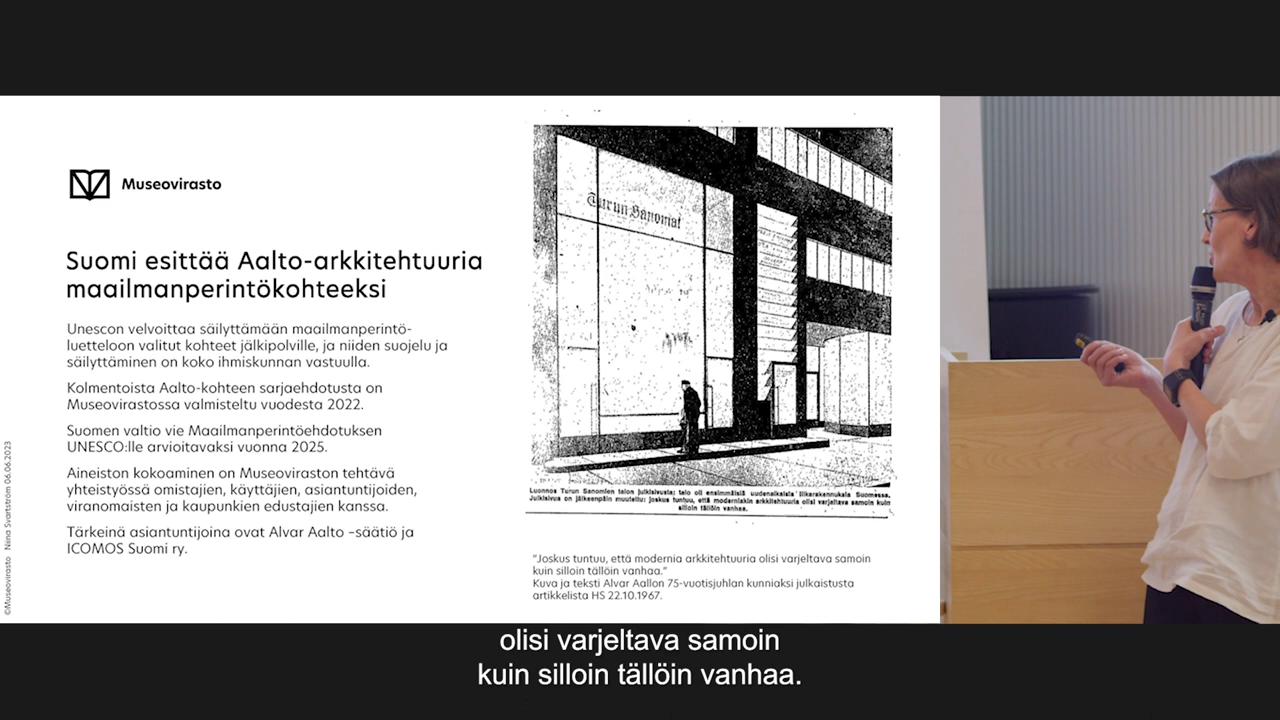 Museovirasto
Suomi esittää Aalto-arkkitehtuuria
maailmanperintökohteeksi
Unescon velvoittaa säilyttämään maailmanperintö-
luetteloon valitut kohteet jälkipolville, ja niiden suojelu ja
säilyttäminen on koko ihmiskunnan vastuulla.
Kolmentoista Aalto-kohteen sarjaehdotusta on
Museovirastossa valmisteltu vuodesta 2022.
Suomen valtio vie Maailmanperintöehdotuksen
UNESCO:lle arvioitavaksi vuonna 2025.
Aineiston kokoaminen on Museoviraston tehtävä
yhteistyössä omistajien, käyttäjien, asiantuntijoiden,
viranomaisten ja kaupunkien edustajien kanssa.
Tärkeinä asiantuntijoina ovat Alvar Aalto –säätiö ja
ICOMOS Suomi ry.
©Museovirasto Niina Svartström 06.06.2023
Turun Sanomat
Luonnos Turun Sanomien talon julkisivusta; talo oli ensimmäisiä uudenaikaisia liikerakennuksia Suomessa.
Julkisivus on jälkeenpäin muutettu; joskus tuntuu, että moderniakin arkkitehtuuria olisi varjeltava samoin kuin
silloin tällöin vanhaa.
"Joskus tuntuu, että modernia arkkitehtuuria olisi varjeltava samoin
kuin silloin tällöin vanhaa."
Kuva ja teksti Alvar Aallon 75-vuotisjuhlan kunniaksi julkaistusta
artikkelista HS 22.10.1967.
olisi varjeltava samoin
kuin silloin tällöin vanhaa.